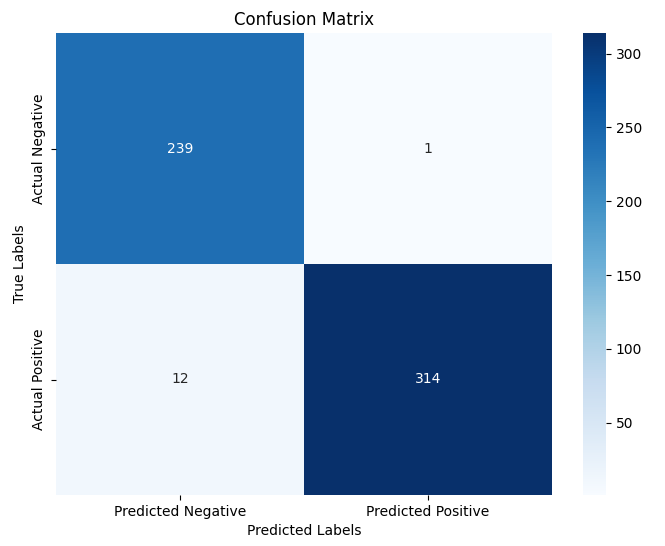 Confusion Matrix
Actual Negative
239
1
300
250
200
150
100
50
True Labels
Actual Positive
12
314
Predicted Negative
Predicted Positive
Predicted Labels